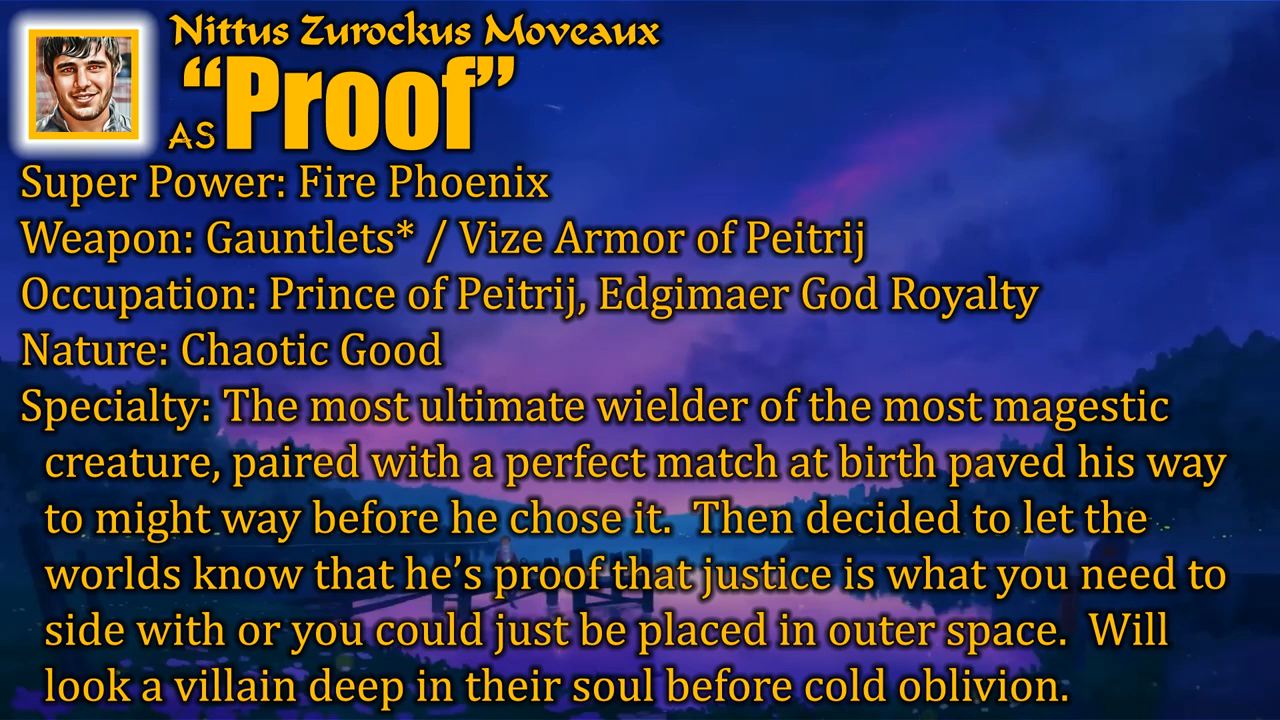 Nittus Zurockus Moveaux
AS “Proof”
Super Power: Fire Phoenix
Weapon: Gauntlets* / Vize Armor of Peitrij
Occupation: Prince of Peitrij, Edgimaer God Royalty
Nature: Chaotic Good
Specialty: The most ultimate wielder of the most magestic
creature, paired with a perfect match at birth paved his way
to might way before he chose it.  Then decided to let the
worlds know that he’s proof that justice is what you need to
side with or you could just be placed in outer space.  Will
look a villain deep in their soul before cold oblivion.